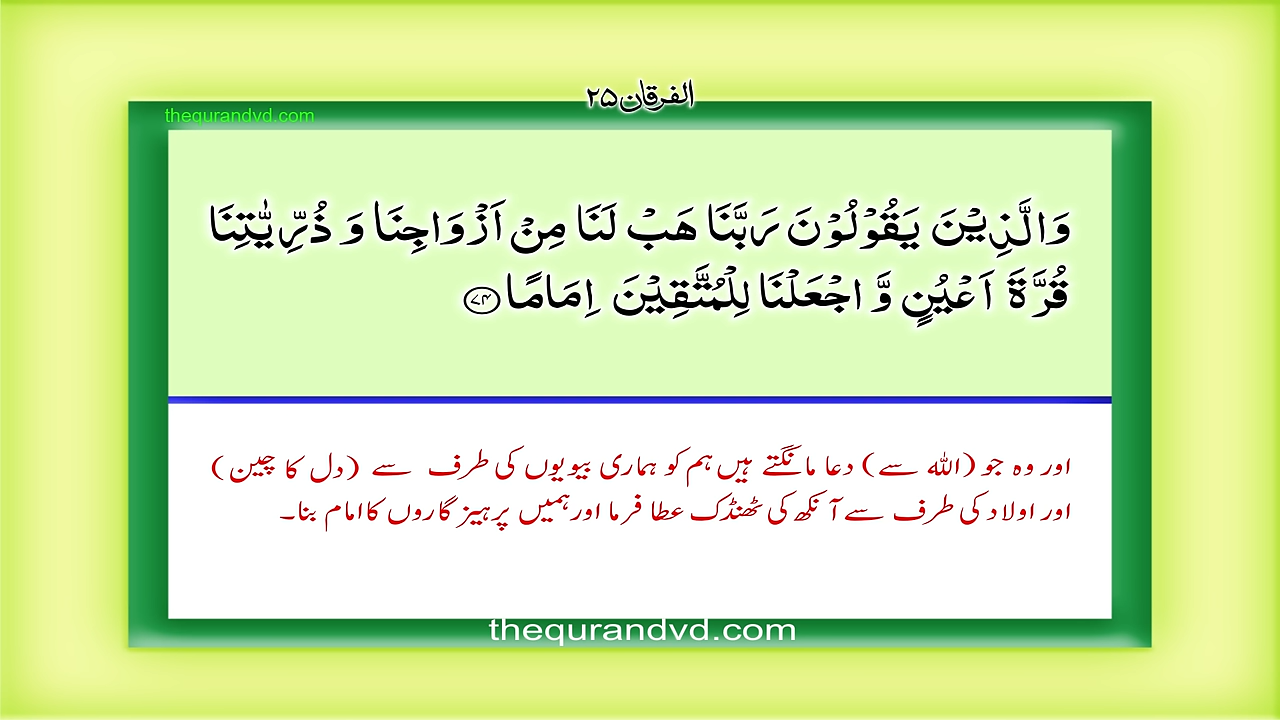 الفرقان ۲۵
thequrandvd.com
وَالَّذِيْنَ يَقُوْلُوْنَ رَبَّنَا هَبْ لَنَا مِنْ اَزْوَاجِنَا وَ ذُرِّيّٰتِنَا
قُرَّةَ اَعْيُنٍ وَّ اجْعَلْنَا لِلْمُتَّقِيْنَ اِمَامًا ﴿۷۴﴾
اور وہ جو (اللہ سے) دعا مانگتے ہیں ہم کو ہماری بیویوں کی طرف سے (دل کا چین)
اور اولاد کی طرف سے آنکھ کی ٹھنڈک عطا فرما اور ہمیں پرہیز گاروں کا امام بنا۔
thequrandvd.com